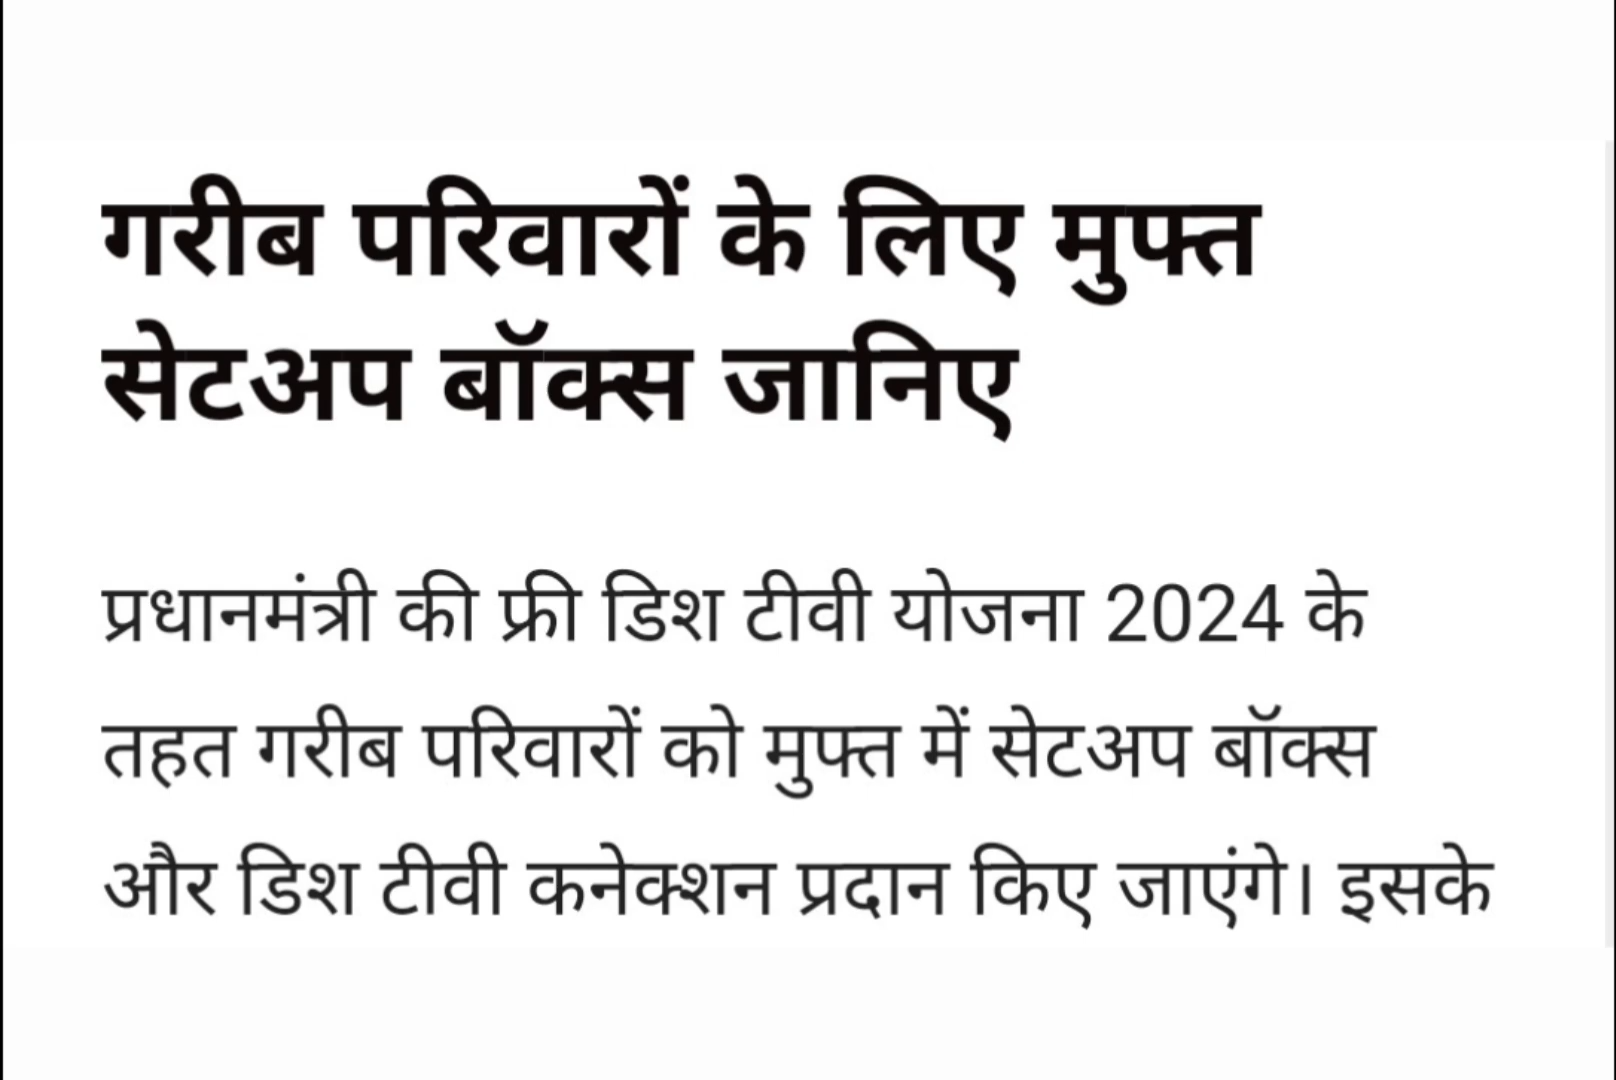 गरीब परिवारों के लिए मुफ्त
सेटअप बॉक्स जानिए
प्रधानमंत्री की फ्री डिश टीवी योजना 2024 के
तहत गरीब परिवारों को मुफ्त में सेटअप बॉक्स
और डिश टीवी कनेक्शन प्रदान किए जाएंगे। इसके